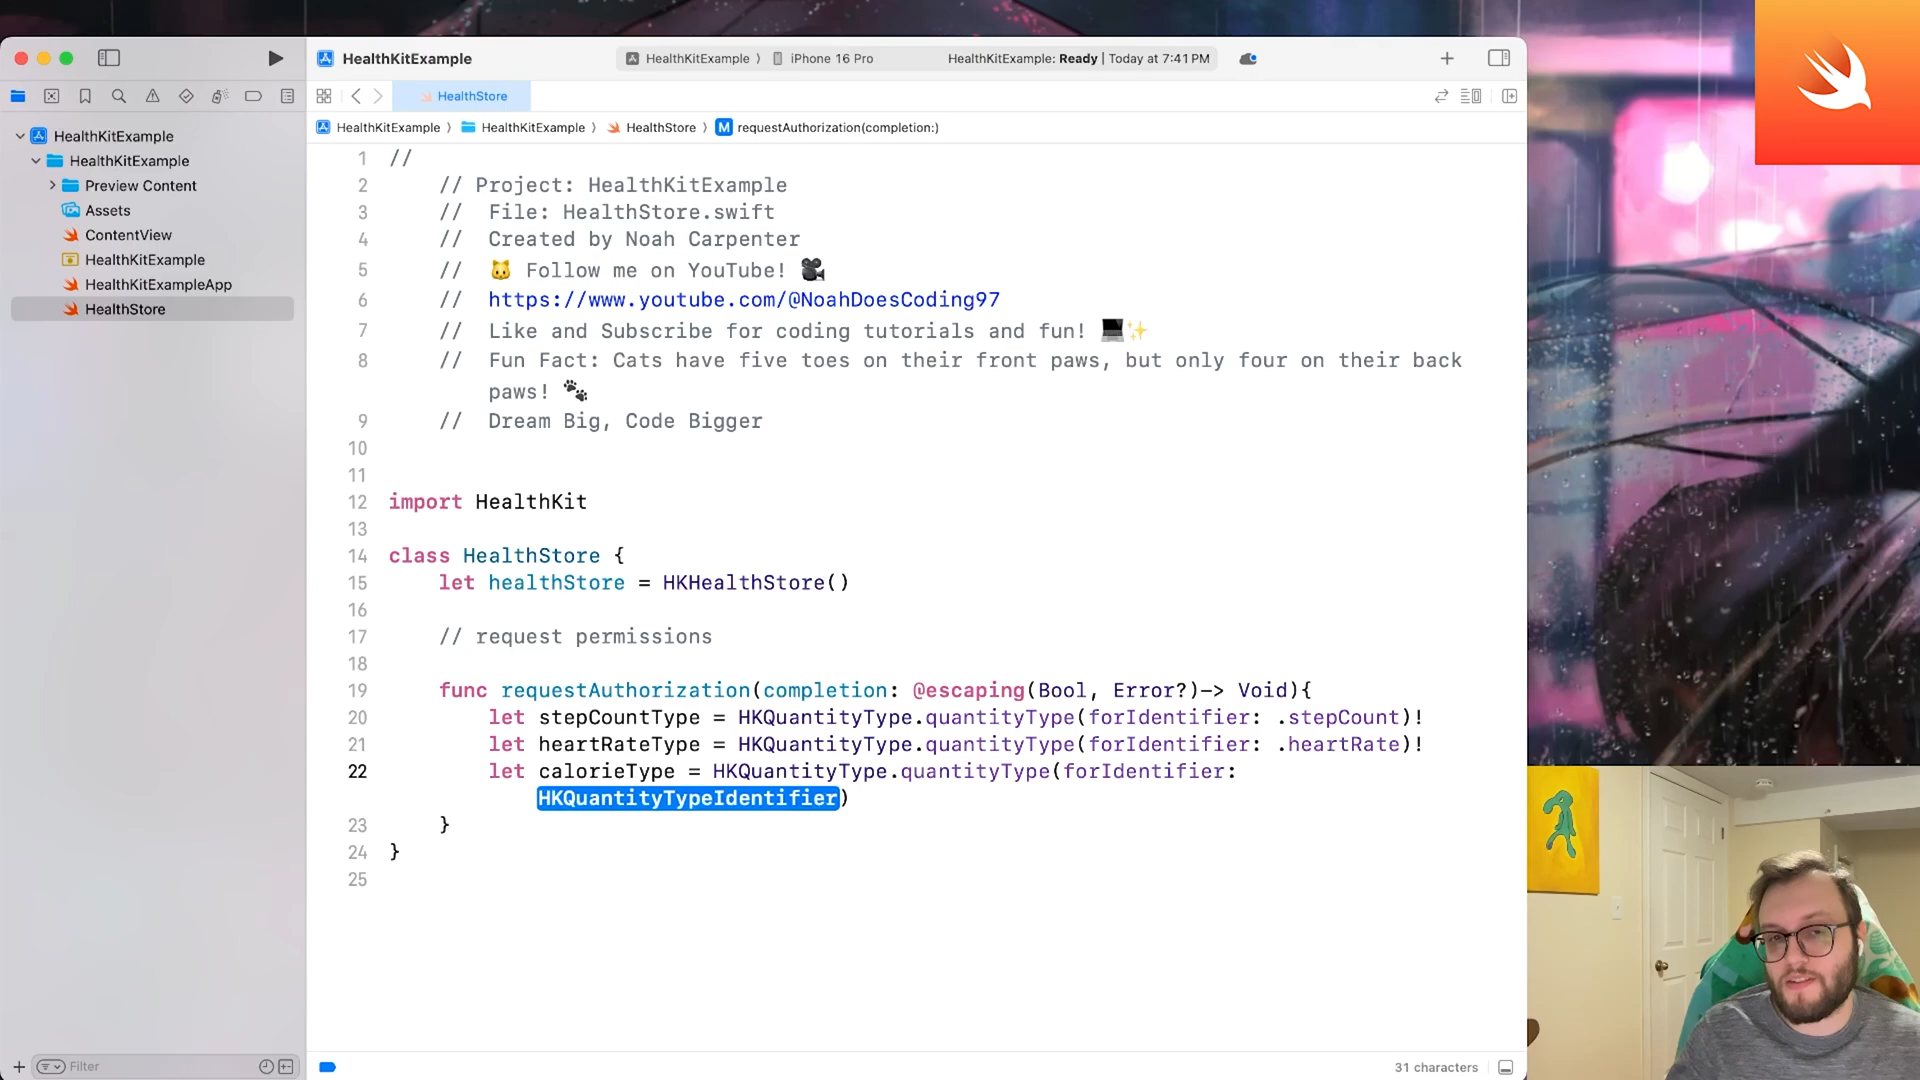 HealthKitExample
HealthKitExample 〉 iPhone 16 Pro
HealthKitExample: Ready | Today at 7:41 PM
HealthStore
HealthKitExample 〉 HealthKitExample 〉 HealthStore 〉 M requestAuthorization(completion:)
HealthKitExample
HealthKitExample
Preview Content
Assets
ContentView
HealthKitExample
HealthKitExampleApp
HealthStore
1 //
2 // Project: HealthKitExample
3 // File: HealthStore.swift
4 // Created by Noah Carpenter
5 // 🐱 Follow me on YouTube! 🎥
6 // https://www.youtube.com/@NoahDoesCoding97
7 // Like and Subscribe for coding tutorials and fun! 💻✨
8 // Fun Fact: Cats have five toes on their front paws, but only four on their back
paws! 🐾
9 // Dream Big, Code Bigger
10
11
12 import HealthKit
13
14 class HealthStore {
15 let healthStore = HKHealthStore()
16
17 // request permissions
18
19 func requestAuthorization(completion: @escaping(Bool, Error?)-> Void){
20 let stepCountType = HKQuantityType.quantityType(forIdentifier: .stepCount)!
21 let heartRateType = HKQuantityType.quantityType(forIdentifier: .heartRate)!
22 let calorieType = HKQuantityType.quantityType(forIdentifier:
HKQuantityTypeIdentifier)
23 }
24 }
25
Filter
31 characters